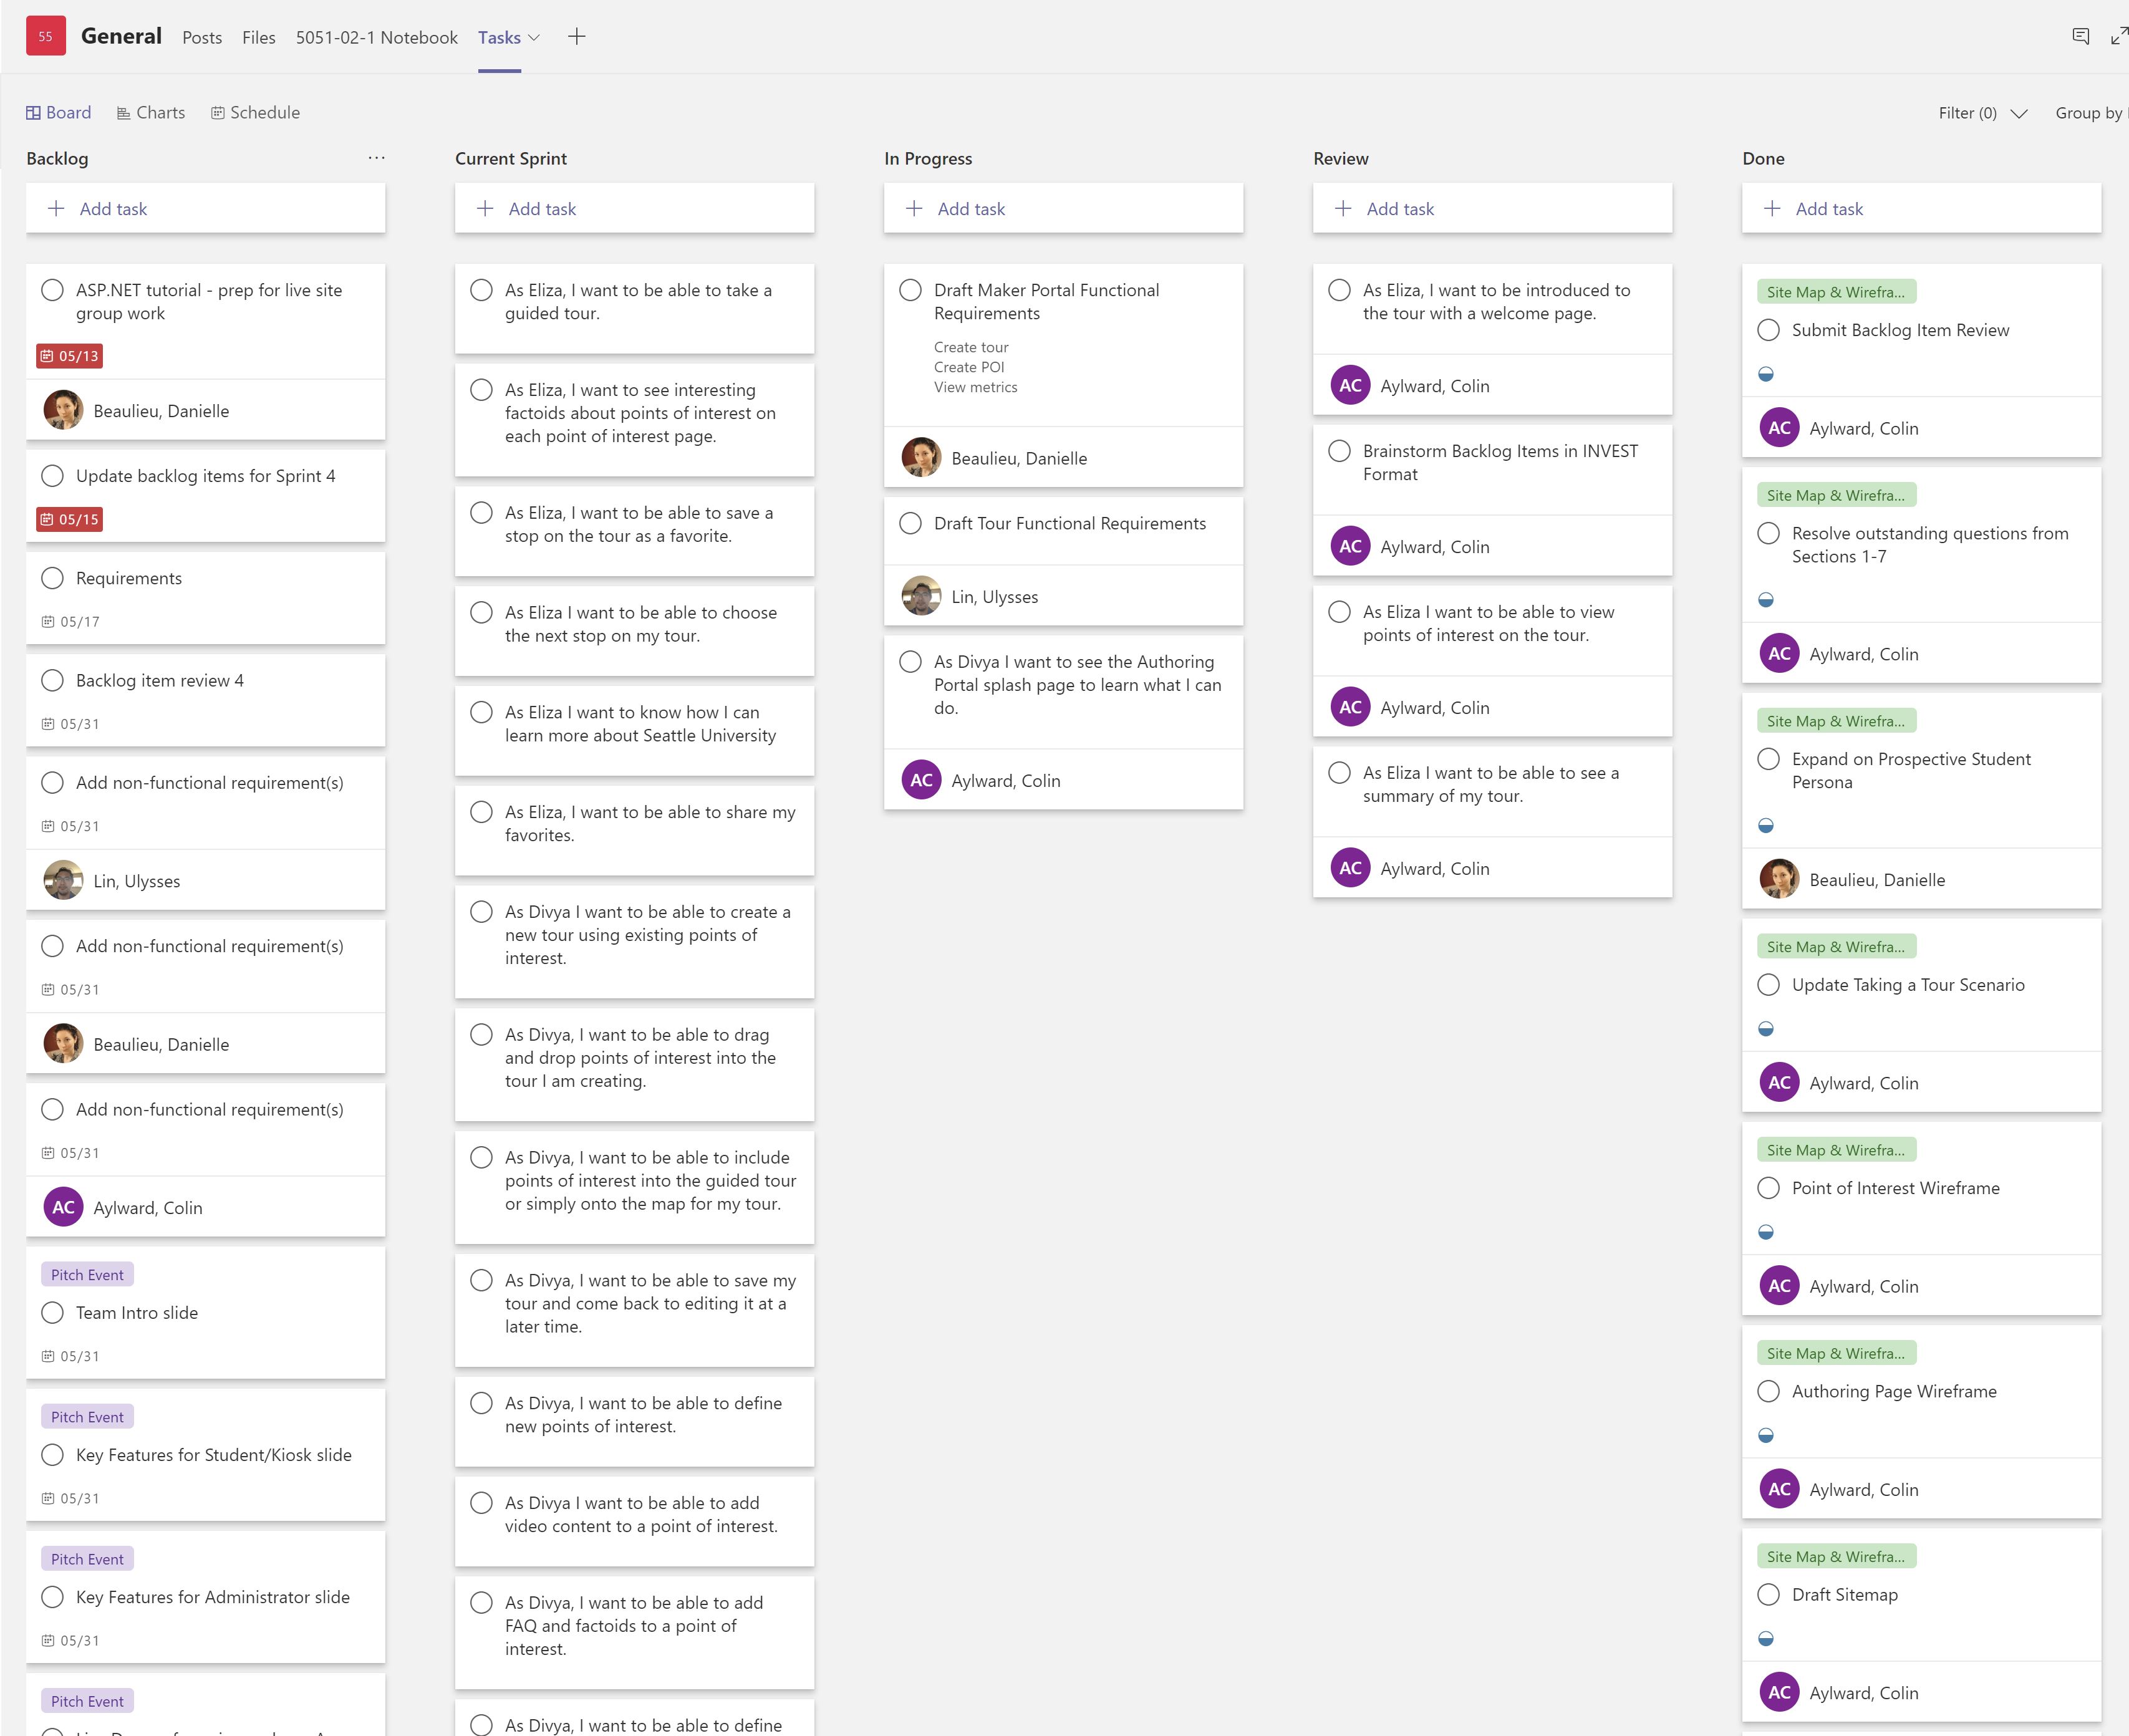 55 General Posts Files 5051-02-1 Notebook Tasks
Board Charts Schedule Filter (0) Group by
Backlog
Add task
ASP.NET tutorial - prep for live site
group work
05/13
Beaulieu, Danielle
Update backlog items for Sprint 4
05/15
Requirements
05/17
Backlog item review 4
05/31
Add non-functional requirement(s)
05/31
Lin, Ulysses
Add non-functional requirement(s)
05/31
Beaulieu, Danielle
Add non-functional requirement(s)
05/31
AC Aylward, Colin
Pitch Event
Team Intro slide
05/31
Pitch Event
Key Features for Student/Kiosk slide
05/31
Pitch Event
Key Features for Administrator slide
05/31
Pitch Event
Current Sprint
Add task
As Eliza, I want to be able to take a
guided tour.
As Eliza, I want to see interesting
factoids about points of interest on
each point of interest page.
As Eliza, I want to be able to save a
stop on the tour as a favorite.
As Eliza I want to be able to choose
the next stop on my tour.
As Eliza I want to know how I can
learn more about Seattle University
As Eliza, I want to be able to share my
favorites.
As Divya I want to be able to create a
new tour using existing points of
interest.
As Divya, I want to be able to drag
and drop points of interest into the
tour I am creating.
As Divya, I want to be able to include
points of interest into the guided tour
or simply onto the map for my tour.
As Divya, I want to be able to save my
tour and come back to editing it at a
later time.
As Divya, I want to be able to define
new points of interest.
As Divya I want to be able to add
video content to a point of interest.
As Divya, I want to be able to add
FAQ and factoids to a point of
interest.
As Divya, I want to be able to define
In Progress
Add task
Draft Maker Portal Functional
Requirements
Create tour
Create POI
View metrics
Beaulieu, Danielle
Draft Tour Functional Requirements
Lin, Ulysses
As Divya I want to see the Authoring
Portal splash page to learn what I can
do.
AC Aylward, Colin
Review
Add task
As Eliza, I want to be introduced to
the tour with a welcome page.
AC Aylward, Colin
Brainstorm Backlog Items in INVEST
Format
AC Aylward, Colin
As Eliza I want to be able to view
points of interest on the tour.
AC Aylward, Colin
As Eliza I want to be able to see a
summary of my tour.
AC Aylward, Colin
Done
Add task
Site Map & Wirefra...
Submit Backlog Item Review
AC Aylward, Colin
Site Map & Wirefra...
Resolve outstanding questions from
Sections 1-7
AC Aylward, Colin
Site Map & Wirefra...
Expand on Prospective Student
Persona
Beaulieu, Danielle
Site Map & Wirefra...
Update Taking a Tour Scenario
AC Aylward, Colin
Site Map & Wirefra...
Point of Interest Wireframe
AC Aylward, Colin
Site Map & Wirefra...
Authoring Page Wireframe
AC Aylward, Colin
Site Map & Wirefra...
Draft Sitemap
AC Aylward, Colin